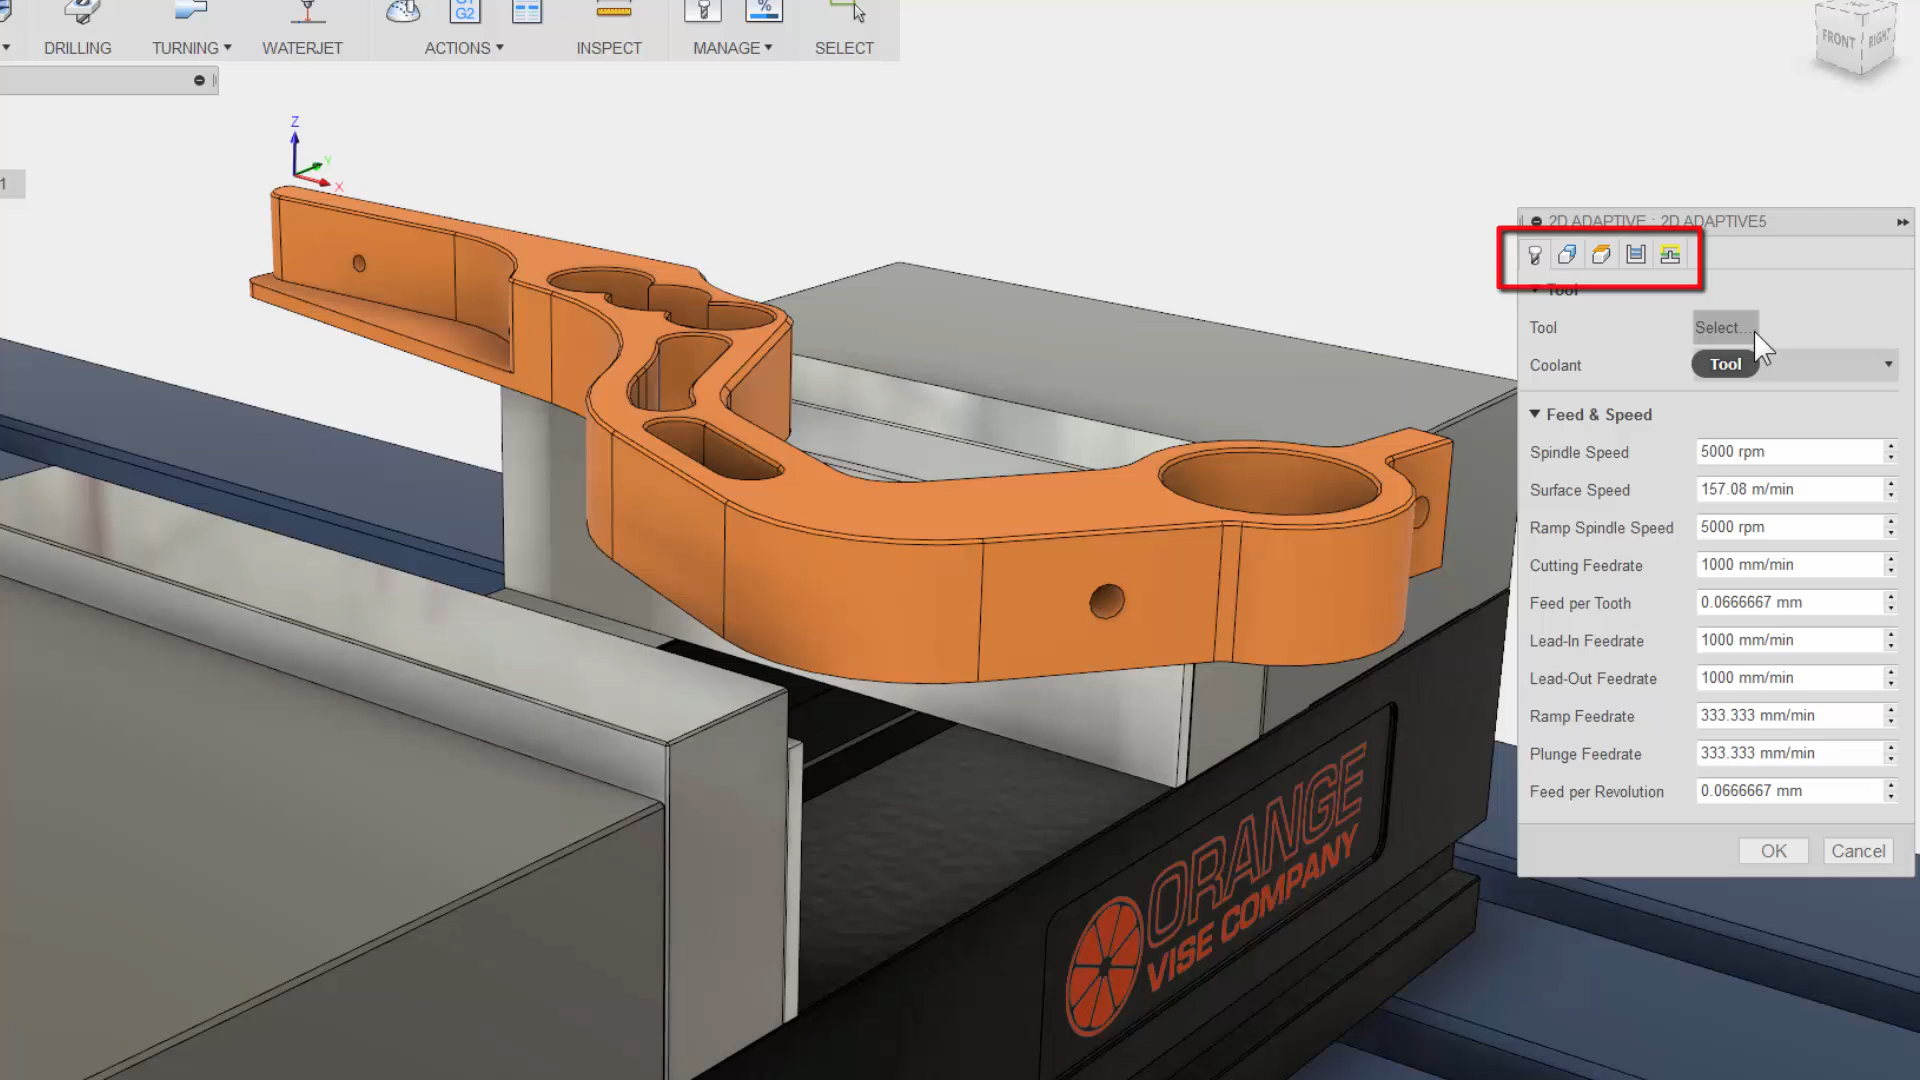 G1
G2
%
DRILLING
TURNING
WATERJET
ACTIONS
INSPECT
MANAGE
SELECT
FRONT
RIGHT
Z
Y
X
1
2D ADAPTIVE : 2D ADAPTIVE5
Tool
Tool
Select...
Coolant
Tool
Feed & Speed
Spindle Speed
5000 rpm
Surface Speed
157.08 m/min
Ramp Spindle Speed
5000 rpm
Cutting Feedrate
1000 mm/min
Feed per Tooth
0.0666667 mm
Lead-In Feedrate
1000 mm/min
Lead-Out Feedrate
1000 mm/min
Ramp Feedrate
333.333 mm/min
Plunge Feedrate
333.333 mm/min
Feed per Revolution
0.0666667 mm
OK
Cancel
ORANGE
VISE COMPANY